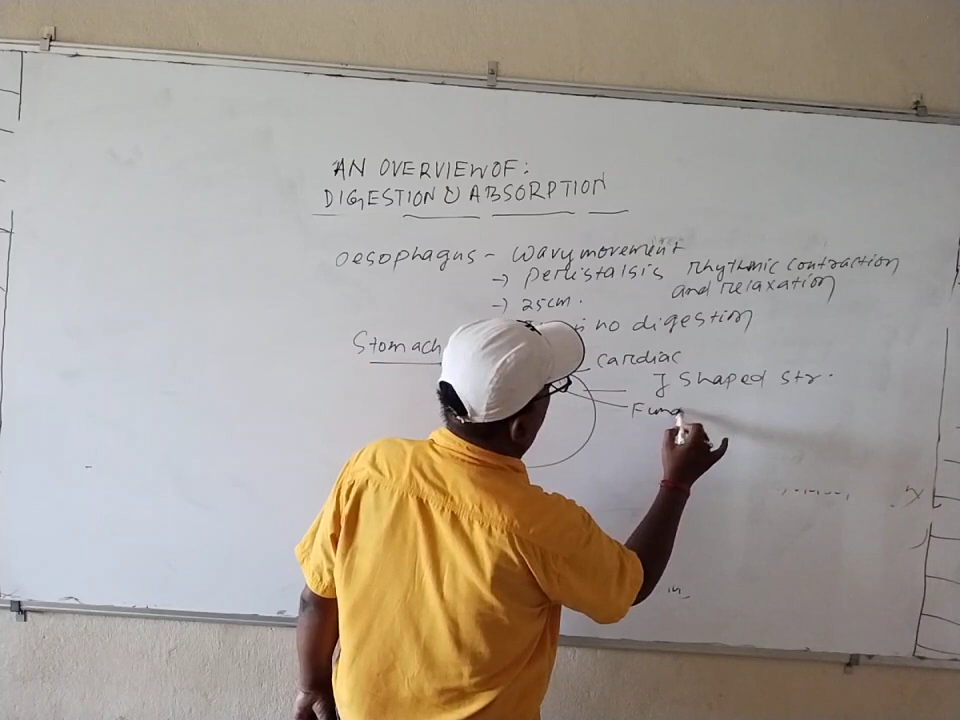 AN OVERVIEW OF:
DIGESTION & ABSORPTION
Oesophagus - wavy movement
→ peristalsis rhythmic contraction
and relaxation
→ 25cm.
no digestion
Stomach
cardiac
J shaped str.